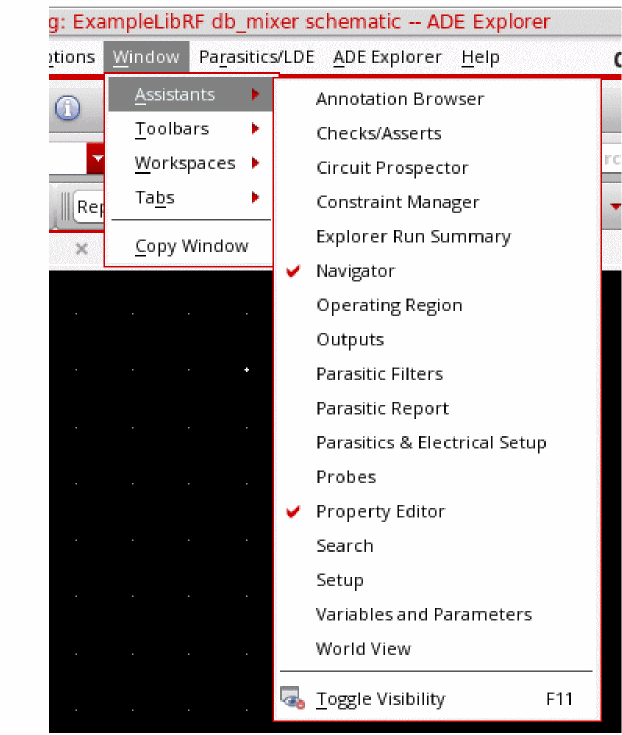 g: ExampleLibRF db_mixer schematic -- ADE Explorer
ptions Window Parasitics/LDE ADE Explorer Help
Assistants
Toolbars
Workspaces
Tabs
Copy Window
Rep
Annotation Browser
Checks/Asserts
Circuit Prospector
Constraint Manager
Explorer Run Summary
Navigator
Operating Region
Outputs
Parasitic Filters
Parasitic Report
Parasitics & Electrical Setup
Probes
Property Editor
Search
Setup
Variables and Parameters
World View
Toggle Visibility F11